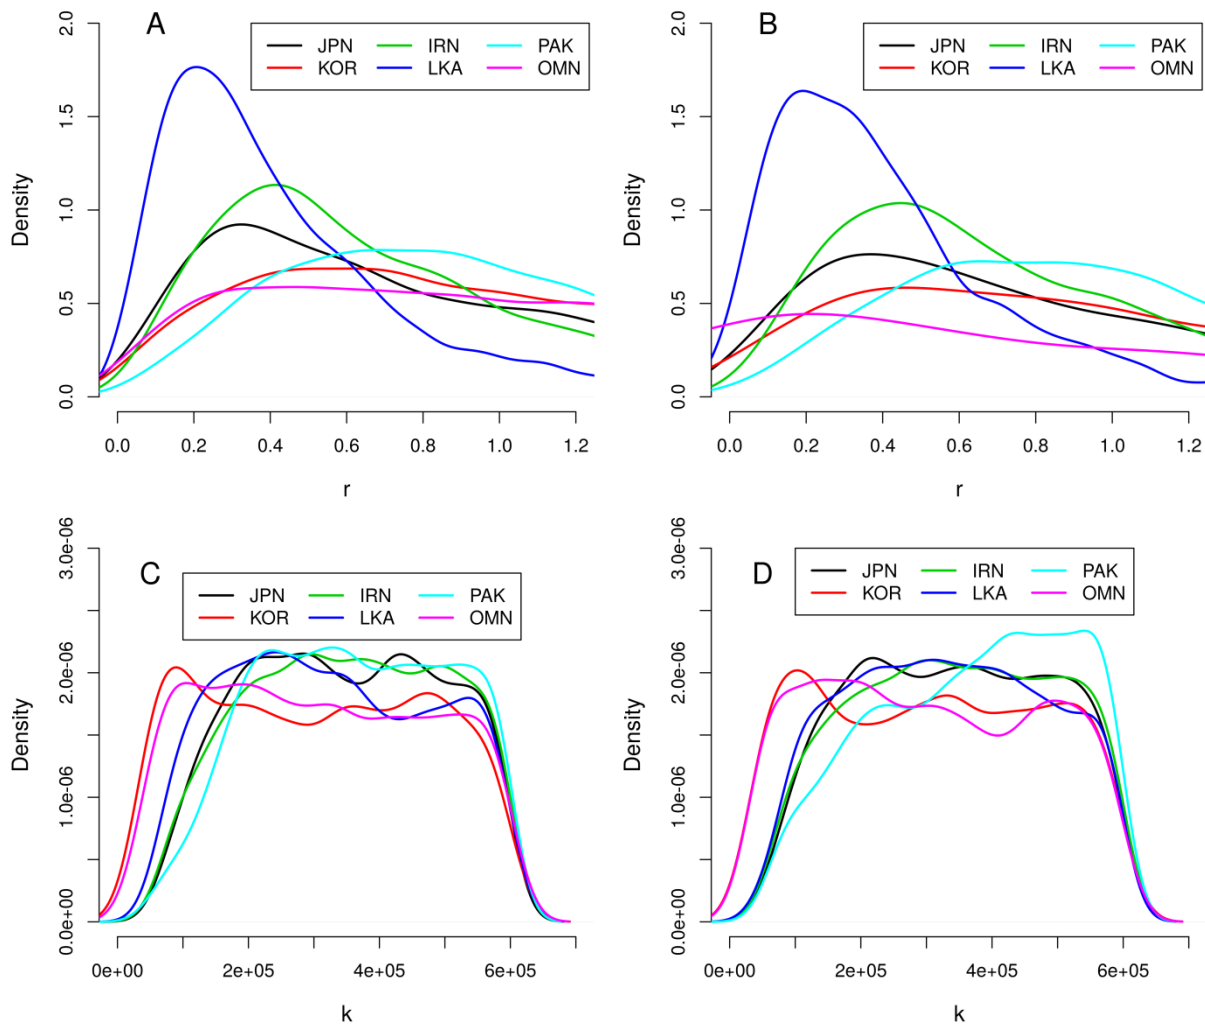 A
JPN IRN PAK
KOR LKA OMN
Density
0.0 0.5 1.0 1.5 2.0
0.0 0.2 0.4 0.6 0.8 1.0 1.2
r
B
JPN IRN PAK
KOR LKA OMN
Density
0.0 0.5 1.0 1.5 2.0
0.0 0.2 0.4 0.6 0.8 1.0 1.2
r
C
JPN IRN PAK
KOR LKA OMN
Density
0.0e+00 1.0e-06 2.0e-06 3.0e-06
0e+00 2e+05 4e+05 6e+05
k
D
JPN IRN PAK
KOR LKA OMN
Density
0.0e+00 1.0e-06 2.0e-06 3.0e-06
0e+00 2e+05 4e+05 6e+05
k